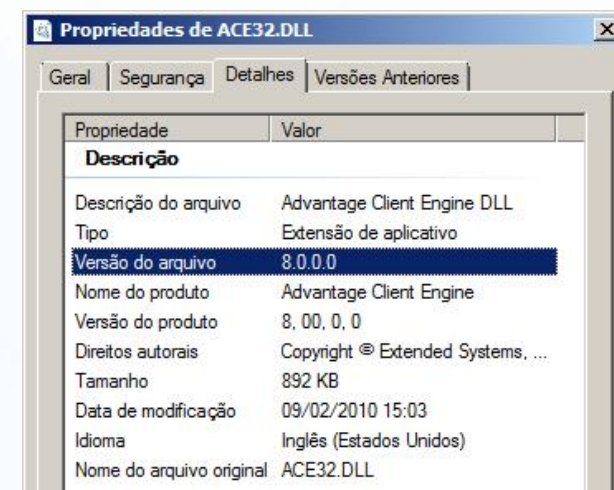 Propriedades de ACE32.DLL
Geral Segurança Detalhes Versões Anteriores
Propriedade Valor
Descrição
Descrição do arquivo Advantage Client Engine DLL
Tipo Extensão de aplicativo
Versão do arquivo 8.0.0.0
Nome do produto Advantage Client Engine
Versão do produto 8, 00, 0, 0
Direitos autorais Copyright © Extended Systems, ...
Tamanho 892 KB
Data de modificação 09/02/2010 15:03
Idioma Inglês (Estados Unidos)
Nome do arquivo original ACE32.DLL